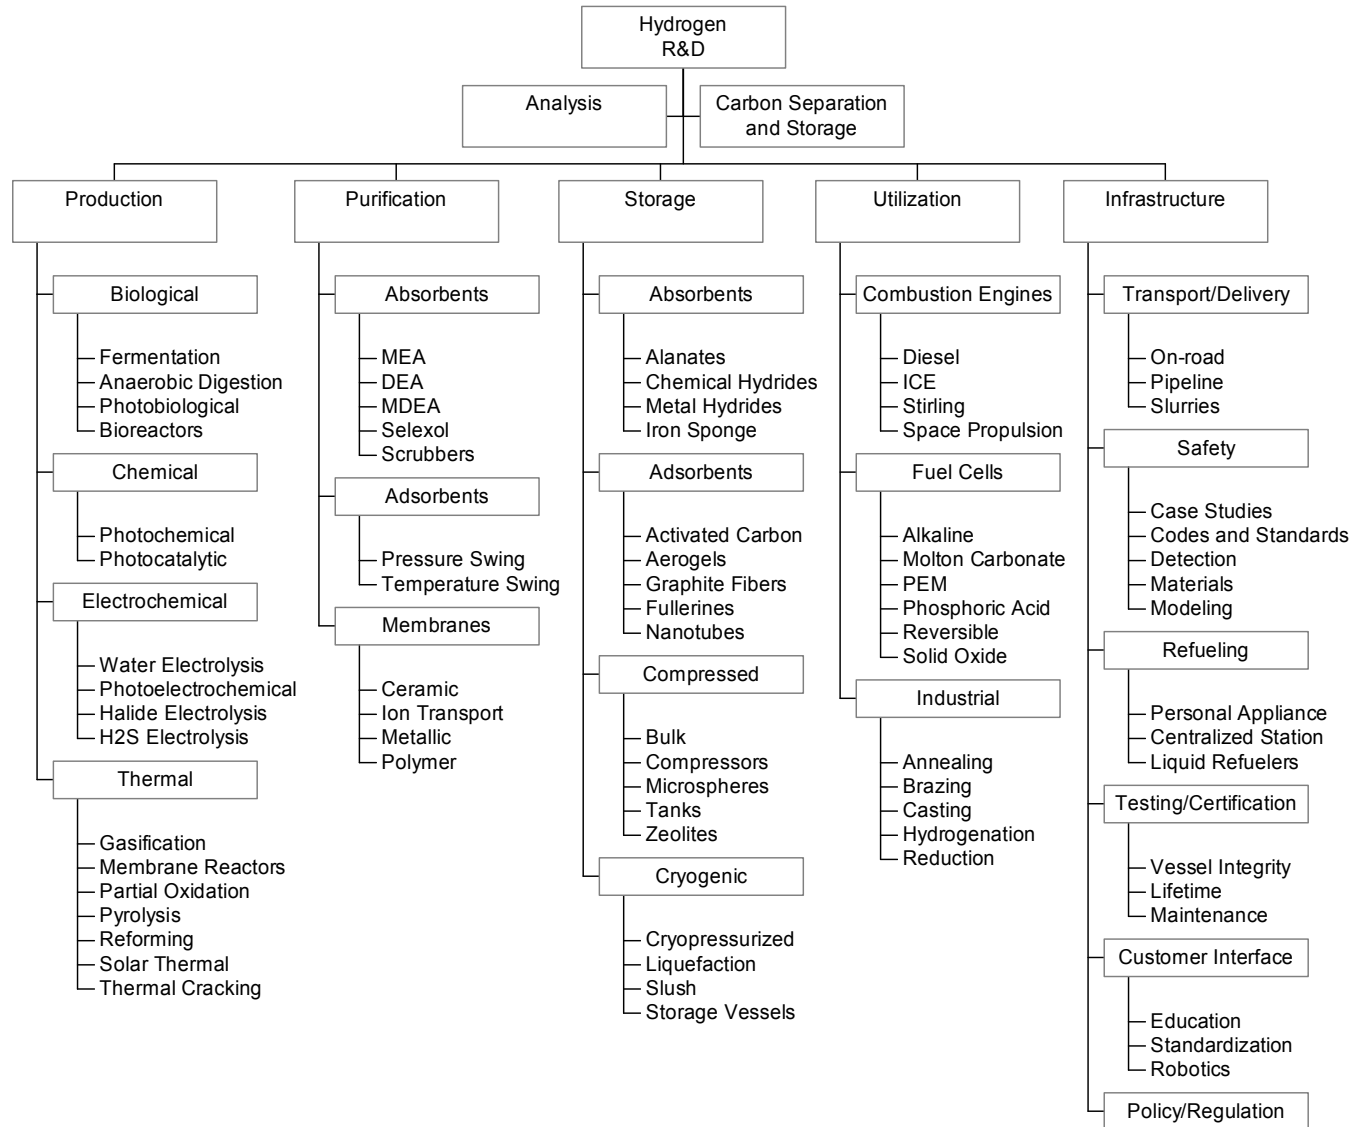 Hydrogen
R&D
Analysis
Carbon Separation
and Storage
Production
Biological
Fermentation
Anaerobic Digestion
Photobiological
Bioreactors
Chemical
Photochemical
Photocatalytic
Electrochemical
Water Electrolysis
Photoelectrochemical
Halide Electrolysis
H2S Electrolysis
Thermal
Gasification
Membrane Reactors
Partial Oxidation
Pyrolysis
Reforming
Solar Thermal
Thermal Cracking
Purification
Absorbents
MEA
DEA
MDEA
Selexol
Scrubbers
Adsorbents
Pressure Swing
Temperature Swing
Membranes
Ceramic
Ion Transport
Metallic
Polymer
Storage
Absorbents
Alanates
Chemical Hydrides
Metal Hydrides
Iron Sponge
Adsorbents
Activated Carbon
Aerogels
Graphite Fibers
Fullerines
Nanotubes
Compressed
Bulk
Compressors
Microspheres
Tanks
Zeolites
Cryogenic
Cryopressurized
Liquefaction
Slush
Storage Vessels
Utilization
Combustion Engines
Diesel
ICE
Stirling
Space Propulsion
Fuel Cells
Alkaline
Molton Carbonate
PEM
Phosphoric Acid
Reversible
Solid Oxide
Industrial
Annealing
Brazing
Casting
Hydrogenation
Reduction
Infrastructure
Transport/Delivery
On-road
Pipeline
Slurries
Safety
Case Studies
Codes and Standards
Detection
Materials
Modeling
Refueling
Personal Appliance
Centralized Station
Liquid Refuelers
Testing/Certification
Vessel Integrity
Lifetime
Maintenance
Customer Interface
Education
Standardization
Robotics
Policy/Regulation